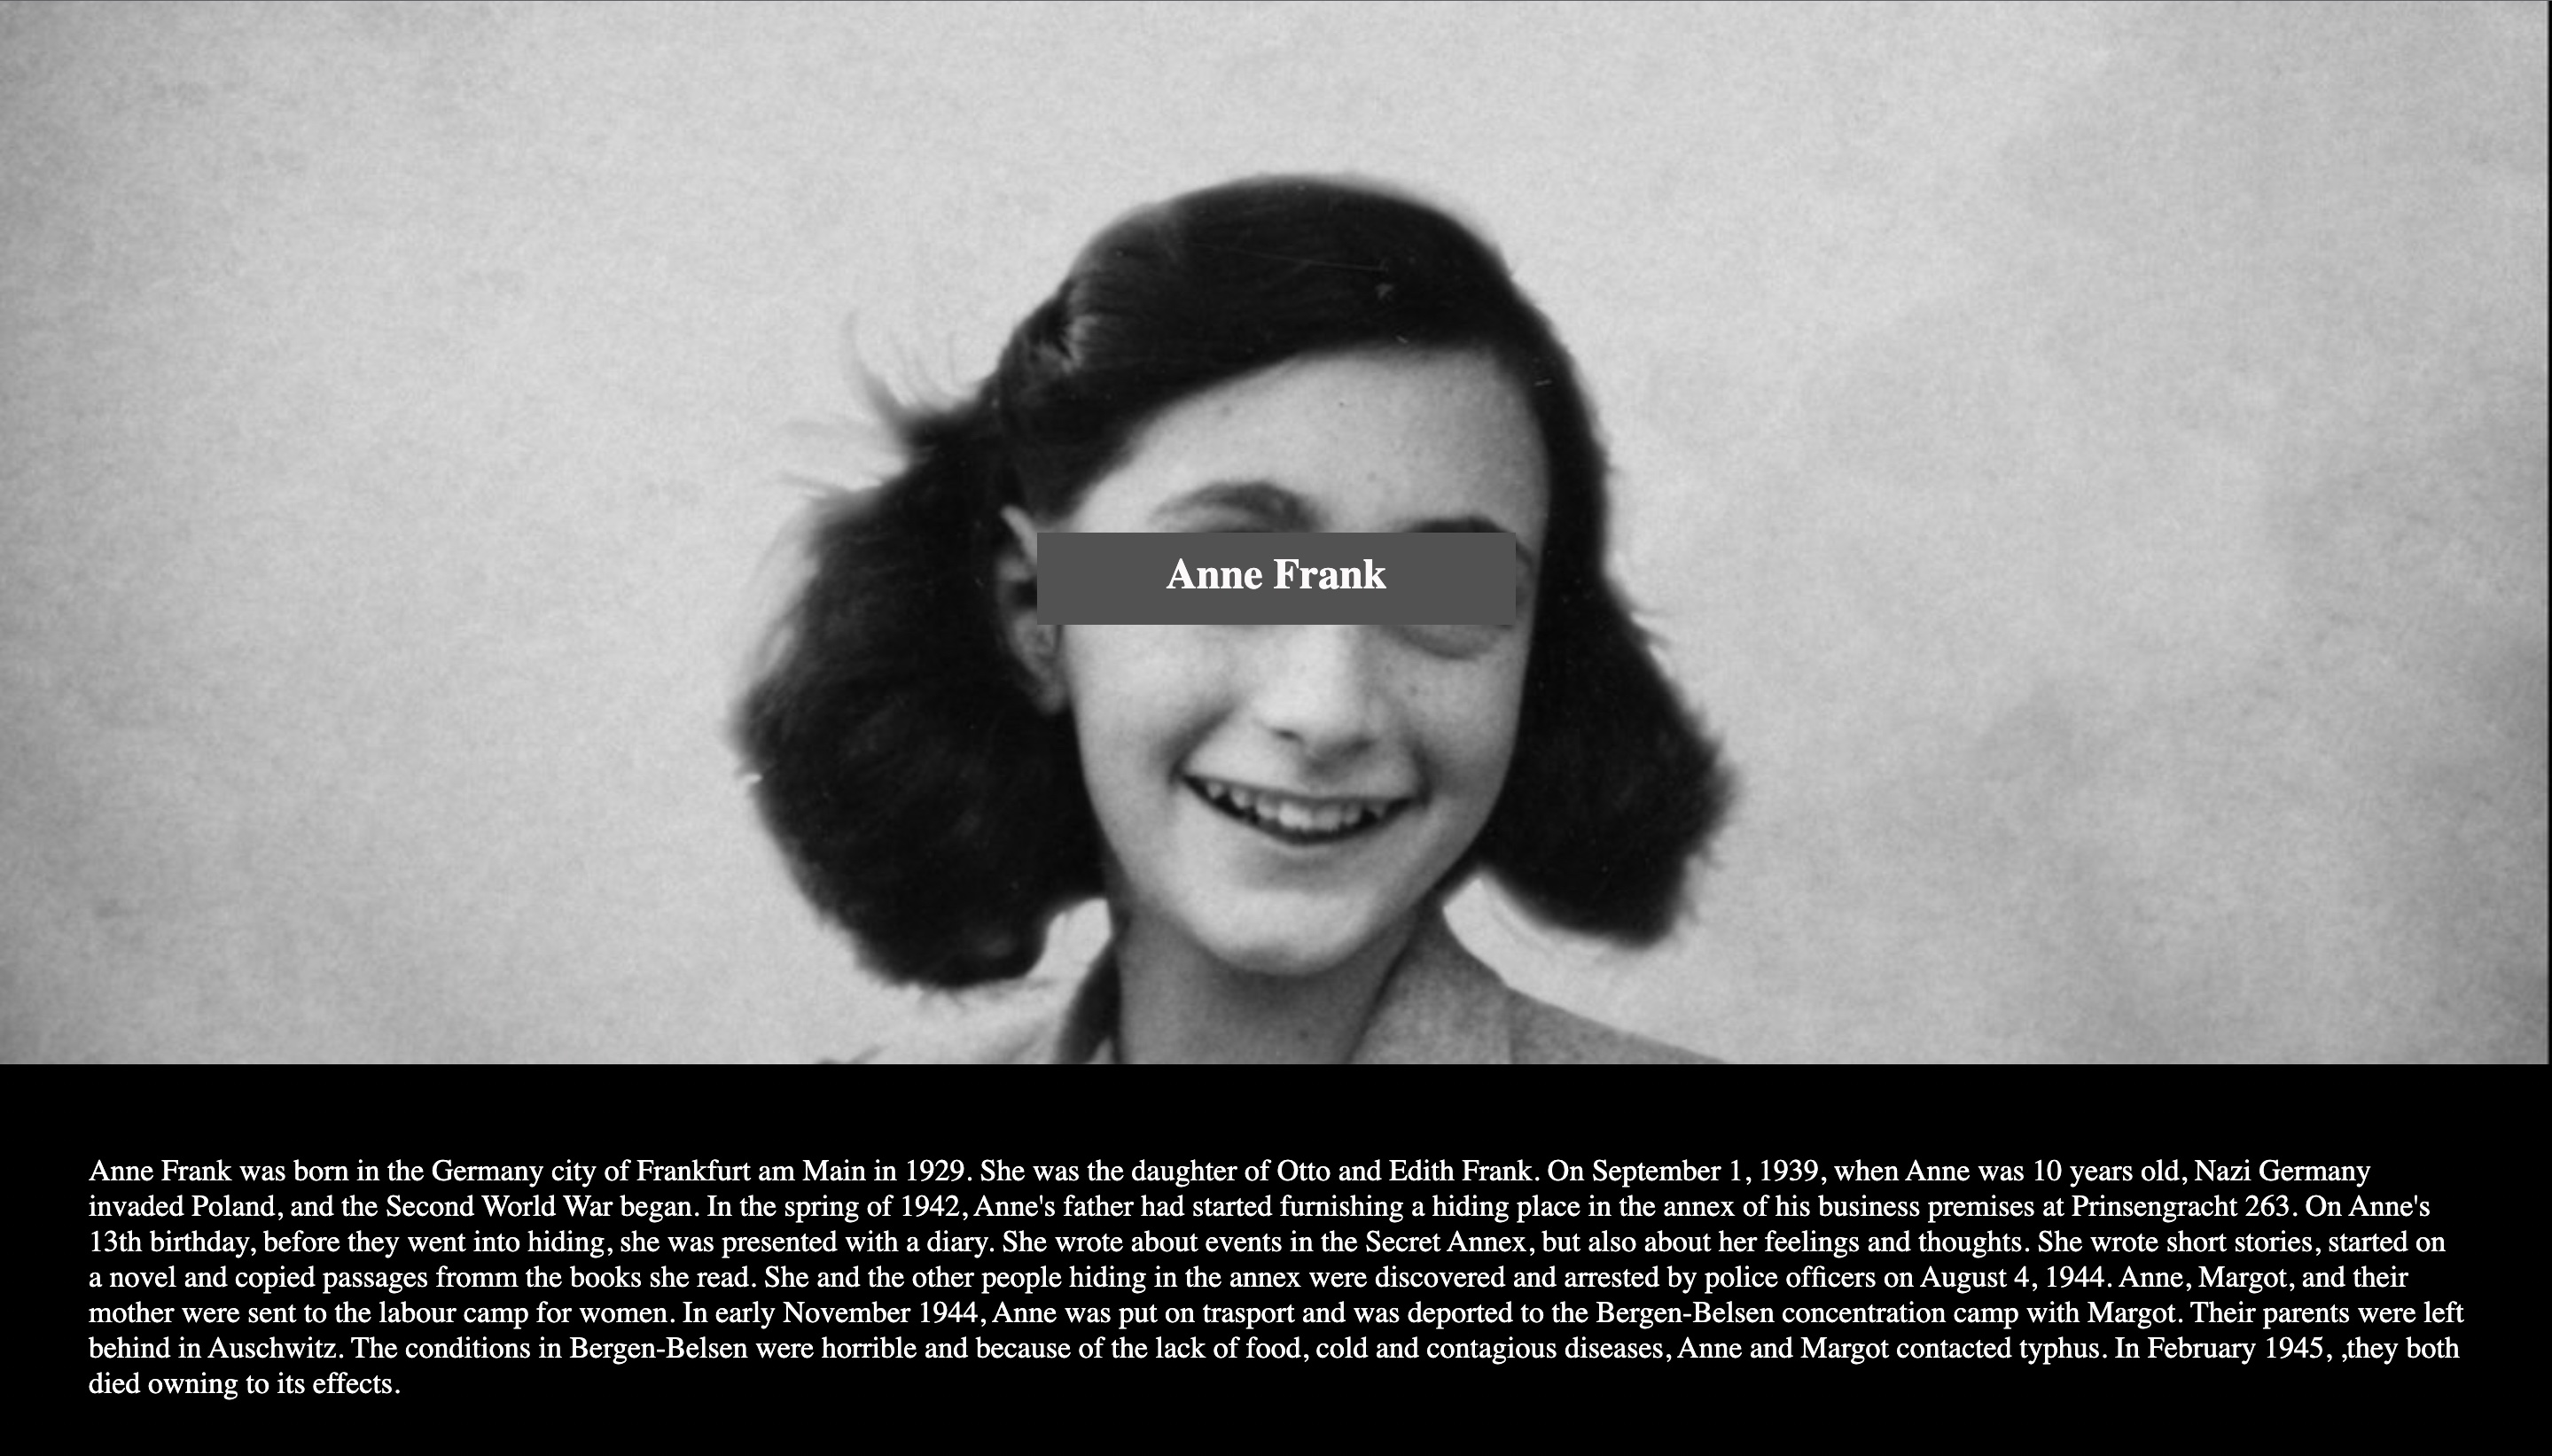 Anne Frank
Anne Frank was born in the Germany city of Frankfurt am Main in 1929. She was the daughter of Otto and Edith Frank. On September 1, 1939, when Anne was 10 years old, Nazi Germany
invaded Poland, and the Second World War began. In the spring of 1942, Anne's father had started furnishing a hiding place in the annex of his business premises at Prinsengracht 263. On Anne's
13th birthday, before they went into hiding, she was presented with a diary. She wrote about events in the Secret Annex, but also about her feelings and thoughts. She wrote short stories, started on
a novel and copied passages fromm the books she read. She and the other people hiding in the annex were discovered and arrested by police officers on August 4, 1944. Anne, Margot, and their
mother were sent to the labour camp for women. In early November 1944, Anne was put on trasport and was deported to the Bergen-Belsen concentration camp with Margot. Their parents were left
behind in Auschwitz. The conditions in Bergen-Belsen were horrible and because of the lack of food, cold and contagious diseases, Anne and Margot contacted typhus. In February 1945, ,they both
died owning to its effects.